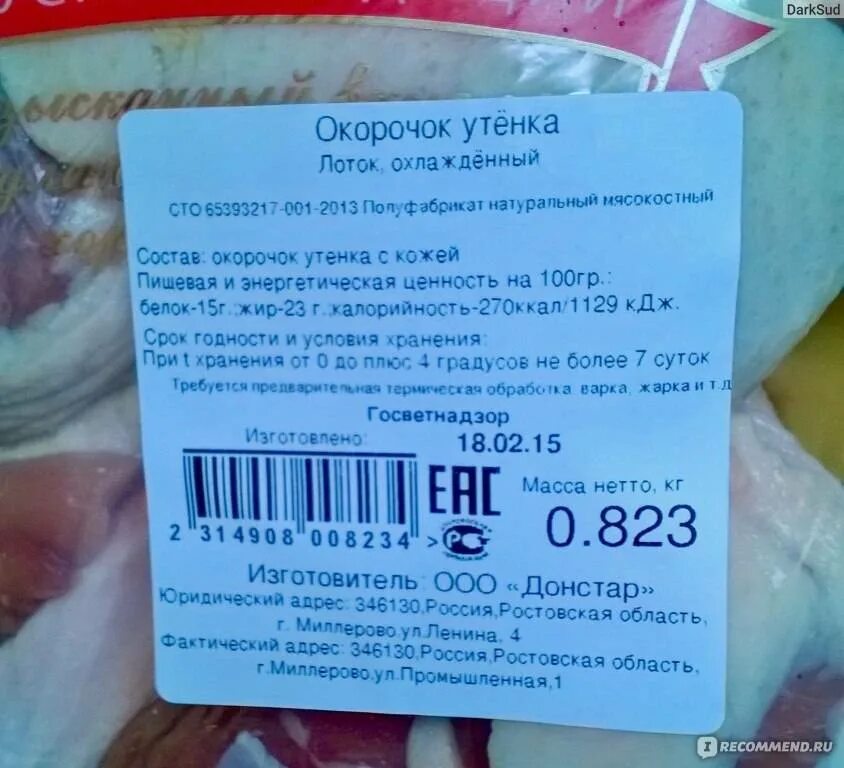 DarkSud
Окорочок утёнка
Лоток, охлаждённый
СТО 65393217-001-2013 Полуфабрикат натуральный мясокостный
Состав: окорочок утенка с кожей
Пищевая и энергетическая ценность на 100гр.:
белок-15г.:жир-23 г.:калорийность-270ккал/1129 кДж.
Срок годности и условия хранения:
При t хранения от 0 до плюс 4 градусов не более 7 суток
Требуется предварительная термическая обработка: варка, жарка и т.д
Госветнадзор
Изготовлено: 18.02.15
ЕАС
Масса нетто, кг
2 314908 008234 >
РСТ
0.823
Изготовитель: ООО «Донстар»
Юридический адрес: 346130,Россия,Ростовская область,
г. Миллерово,ул.Ленина, 4
Фактический адрес: 346130,Россия,Ростовская область,
г.Миллерово,ул.Промышленная,1
IRECOMMEND.RU